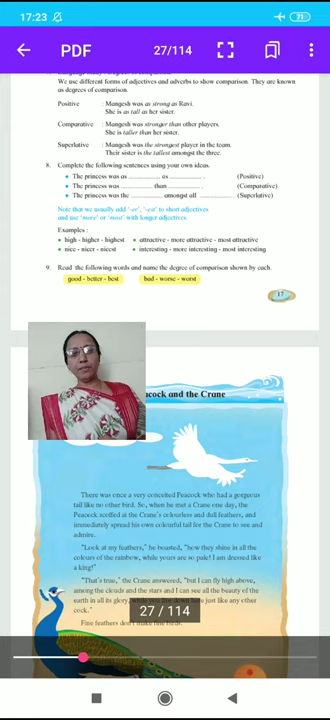 17:23
71
PDF
27/114
We use different forms of adjectives and adverbs to show comparison. They are known
as degrees of comparison.
Positive : Mangesh was as strong as Ravi.
She is as tall as her sister.
Comparative : Mangesh was stronger than other players.
She is taller than her sister.
Superlative : Mangesh was the strongest player in the team.
Their sister is the tallest amongst the three.
8. Complete the following sentences using your own ideas.
• The princess was as .............. as .............. . (Positive)
• The princess was .............. than .............. . (Comparative)
• The princess was the .............. amongst all .............. . (Superlative)
Note that we usually add '-er', '-est' to short adjectives
and use 'more' or 'most' with longer adjectives.
Examples :
• high - higher - highest • attractive - more attractive - most attractive
• nice - nicer - nicest • interesting - more interesting - most interesting
9. Read the following words and name the degree of comparison shown by each.
good - better - best bad - worse - worst
17
acock and the Crane
There was once a very conceited Peacock who had a gorgeous
tail like no other bird. So, when he met a Crane one day, the
Peacock scoffed at the Crane's colourless and dull feathers, and
immediately spread his own colourful tail for the Crane to see and
admire.
"Look at my feathers," he boasted, "how they shine in all the
colours of the rainbow, while yours are so pale! I am dressed like
a king!"
"That's true," the Crane answered, "but I can fly high above,
among the clouds and the stars and I can see all the beauty of the
earth in all its glory, here just like any other
cock."
27 / 114
Fine feathers don't make fine birds.